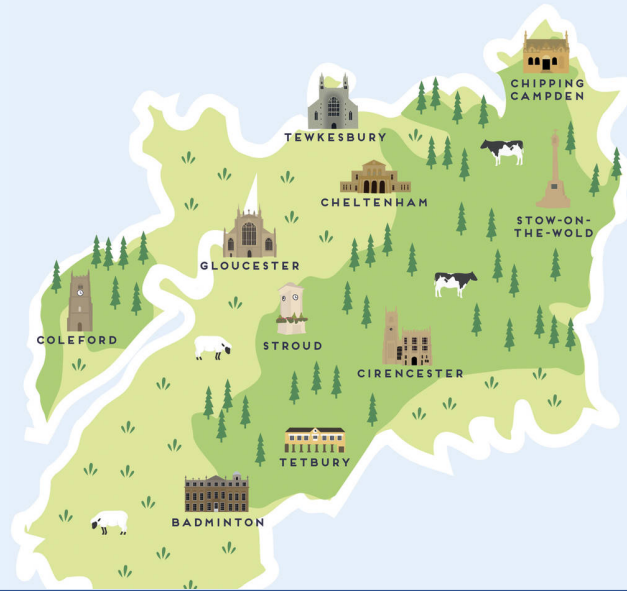 CHIPPING
CAMPDEN
TEWKESBURY
CHELTENHAM
STOW-ON-
THE-WOLD
GLOUCESTER
COLEFORD
STROUD
CIRENCESTER
TETBURY
BADMINTON